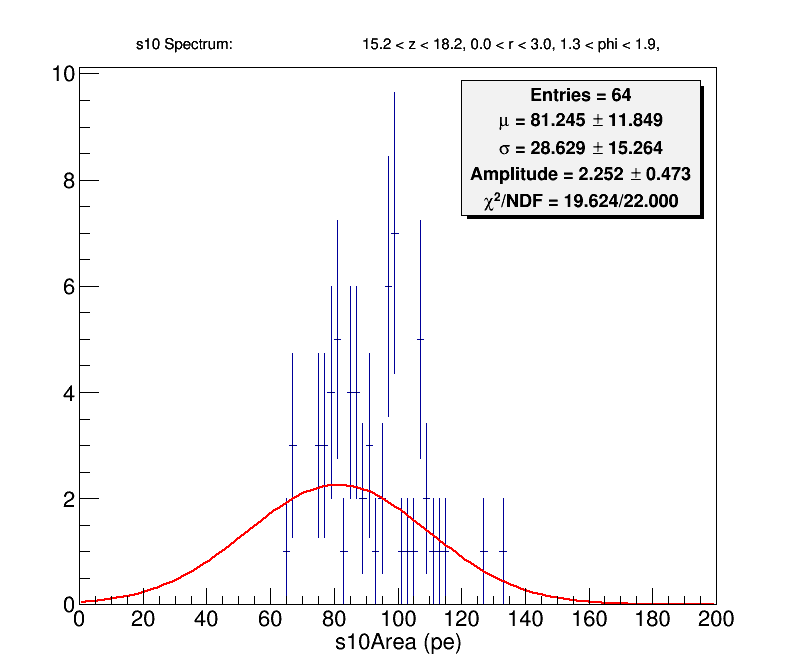 s10 Spectrum: 15.2 < z < 18.2, 0.0 < r < 3.0, 1.3 < phi < 1.9,
Entries = 64
μ = 81.245 ± 11.849
σ = 28.629 ± 15.264
Amplitude = 2.252 ± 0.473
χ²/NDF = 19.624/22.000
10
8
6
4
2
0
0 20 40 60 80 100 120 140 160 180 200
s10Area (pe)